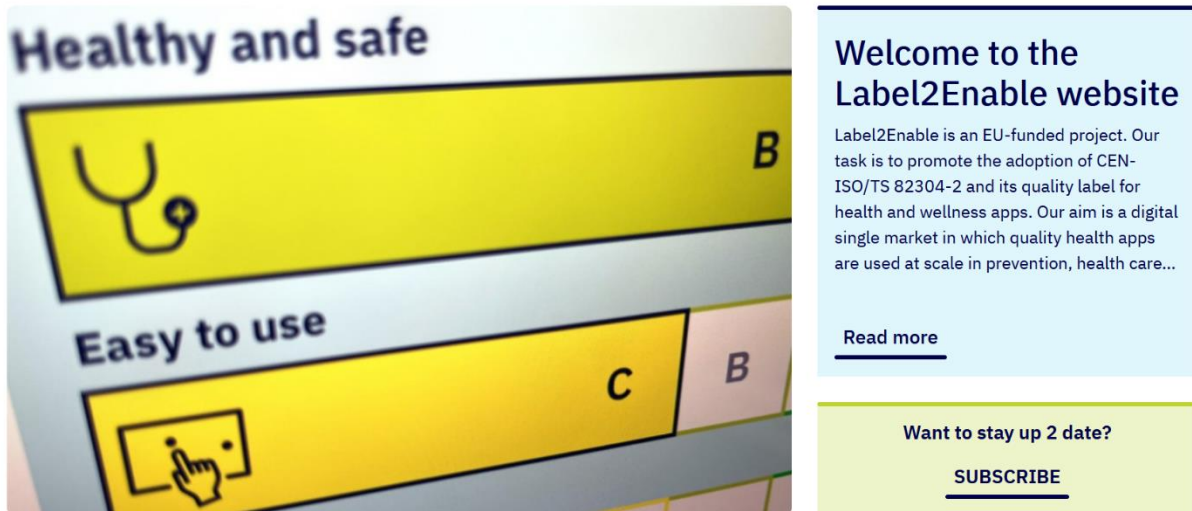 Healthy and safe
B
Easy to use
C
B
Welcome to the
Label2Enable website
Label2Enable is an EU-funded project. Our
task is to promote the adoption of CEN-
ISO/TS 82304-2 and its quality label for
health and wellness apps. Our aim is a digital
single market in which quality health apps
are used at scale in prevention, health care...
Read more
Want to stay up 2 date?
SUBSCRIBE